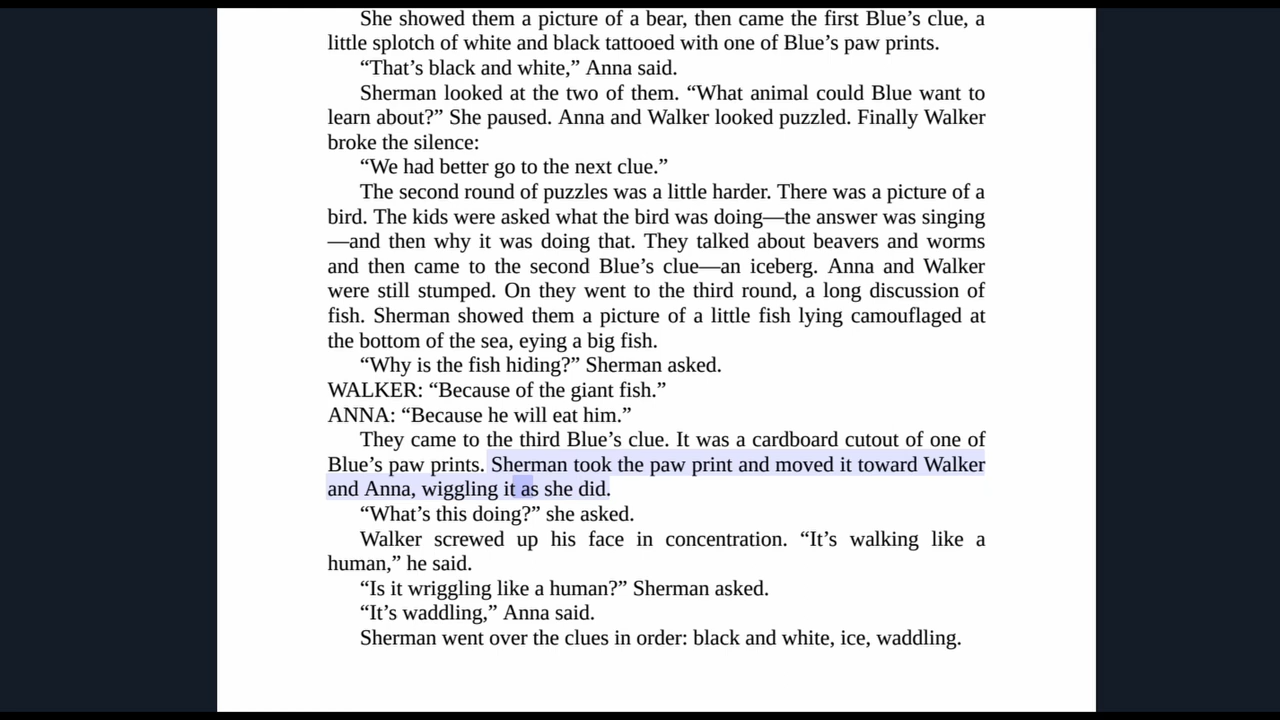 She showed them a picture of a bear, then came the first Blue’s clue, a
little splotch of white and black tattooed with one of Blue’s paw prints.
“That’s black and white,” Anna said.
Sherman looked at the two of them. “What animal could Blue want to
learn about?” She paused. Anna and Walker looked puzzled. Finally Walker
broke the silence:
“We had better go to the next clue.”
The second round of puzzles was a little harder. There was a picture of a
bird. The kids were asked what the bird was doing—the answer was singing
—and then why it was doing that. They talked about beavers and worms
and then came to the second Blue’s clue—an iceberg. Anna and Walker
were still stumped. On they went to the third round, a long discussion of
fish. Sherman showed them a picture of a little fish lying camouflaged at
the bottom of the sea, eying a big fish.
“Why is the fish hiding?” Sherman asked.
WALKER: “Because of the giant fish.”
ANNA: “Because he will eat him.”
They came to the third Blue’s clue. It was a cardboard cutout of one of
Blue’s paw prints. Sherman took the paw print and moved it toward Walker
and Anna, wiggling it as she did.
“What’s this doing?” she asked.
Walker screwed up his face in concentration. “It’s walking like a
human,” he said.
“Is it wriggling like a human?” Sherman asked.
“It’s waddling,” Anna said.
Sherman went over the clues in order: black and white, ice, waddling.